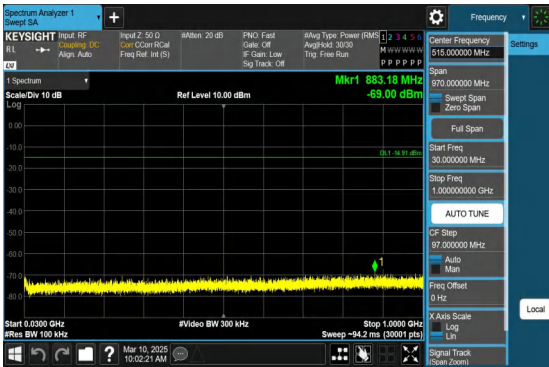 Spectrum Analyzer 1
Swept SA
Frequency
KEYSIGHT
RL
Input: RF
Coupling: DC
Align: Auto
Input Z: 50 Ω
Corr CCorr RCal
Freq Ref: Int (S)
#Atten: 20 dB
PNO: Fast
Gate: Off
IF Gain: Low
Sig Track: Off
#Avg Type: Power (RMS
Avg|Hold: 30/30
Trig: Free Run
1 2 3 4 5 6
M W W W W W
P P P P P P
1 Spectrum
Scale/Div 10 dB
Log
Ref Level 10.00 dBm
Mkr1 883.18 MHz
-69.00 dBm
0.00
-10.0
DL1 -14.91 dBm
-20.0
-30.0
-40.0
-50.0
-60.0
1
-70.0
-80.0
Start 0.0300 GHz
#Res BW 100 kHz
#Video BW 300 kHz
Stop 1.0000 GHz
Sweep ~94.2 ms (30001 pts)
Mar 10, 2025
10:02:21 AM
Center Frequency
515.000000 MHz
Settings
Span
970.000000 MHz
Swept Span
Zero Span
Full Span
Start Freq
30.000000 MHz
Stop Freq
1.000000000 GHz
AUTO TUNE
CF Step
97.000000 MHz
Auto
Man
Freq Offset
0 Hz
X Axis Scale
Log
Lin
Local
Signal Track
(Span Zoom)